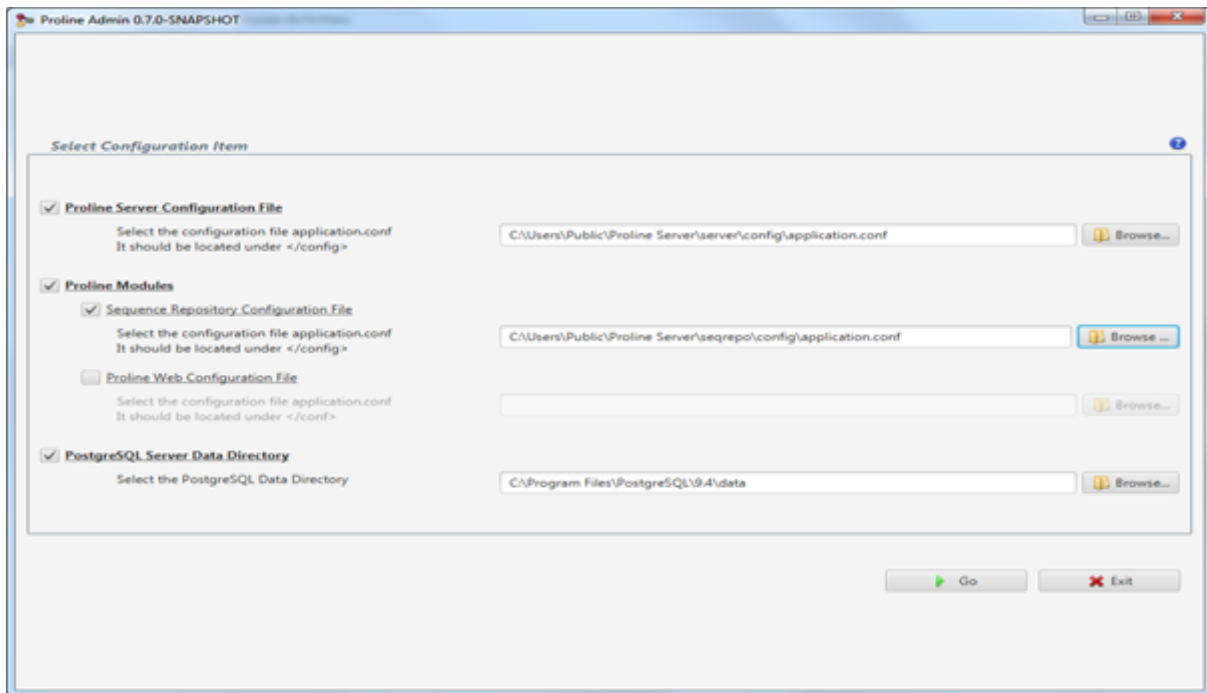 Proline Admin 0.7.0-SNAPSHOT
Select Configuration Item
Proline Server Configuration File
Select the configuration file application.conf
It should be located under </config>
C:\Users\Public\Proline Server\server\config\application.conf
Browse...
Proline Modules
Sequence Repository Configuration File
Select the configuration file application.conf
It should be located under </config>
C:\Users\Public\Proline Server\seqrepo\config\application.conf
Browse ...
Proline Web Configuration File
Select the configuration file application.conf
It should be located under </conf>
Browse...
PostgreSQL Server Data Directory
Select the PostgreSQL Data Directory
C:\Program Files\PostgreSQL\9.4\data
Browse...
Go
Exit